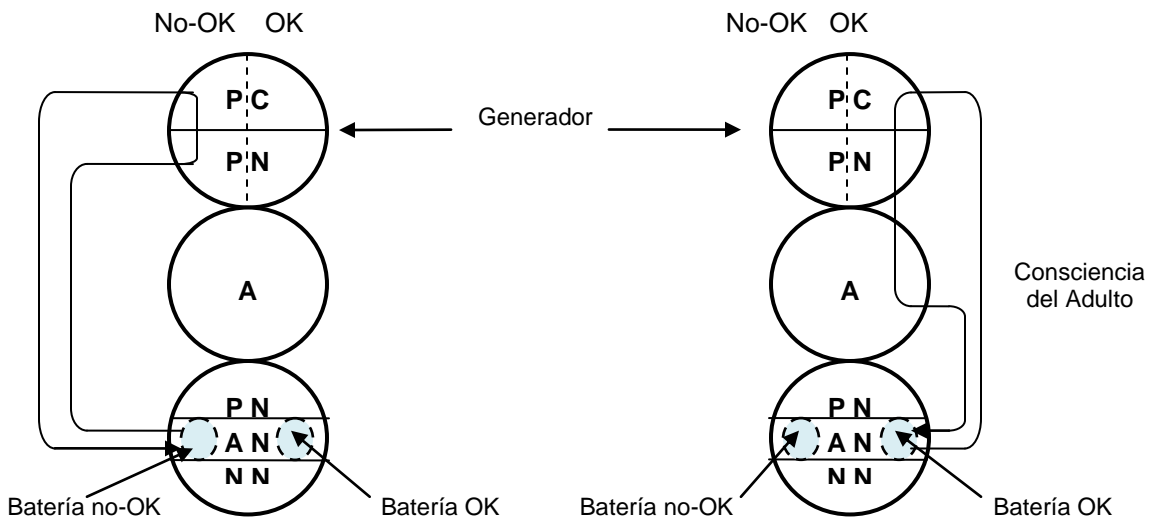 No-OK OK
No-OK OK
P C
P C
Generador
P N
P N
A
A
Consciencia
del Adulto
P N
P N
A N
A N
N N
N N
Batería no-OK
Batería OK
Batería no-OK
Batería OK